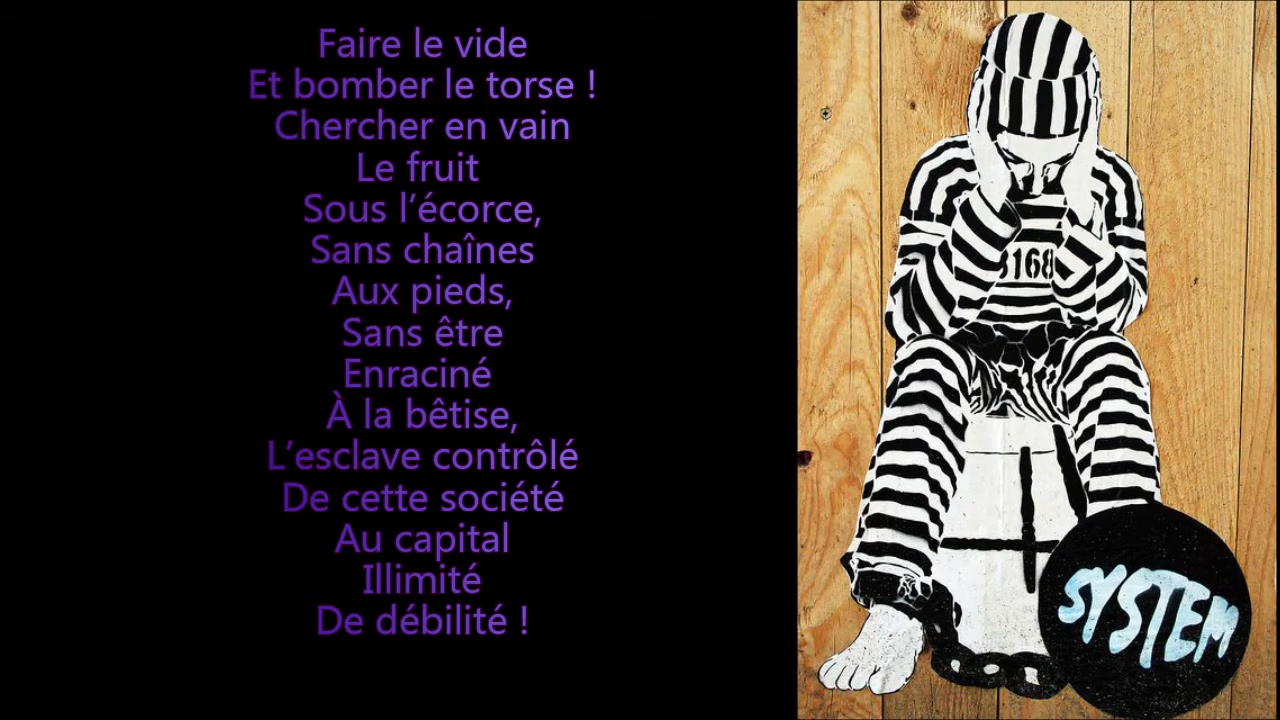 Faire le vide
Et bomber le torse !
Chercher en vain
Le fruit
Sous l’écorce,
Sans chaînes
Aux pieds,
Sans être
Enraciné
À la bêtise,
L’esclave contrôlé
De cette société
Au capital
Illimité
De débilité !
3168
SYSTEM